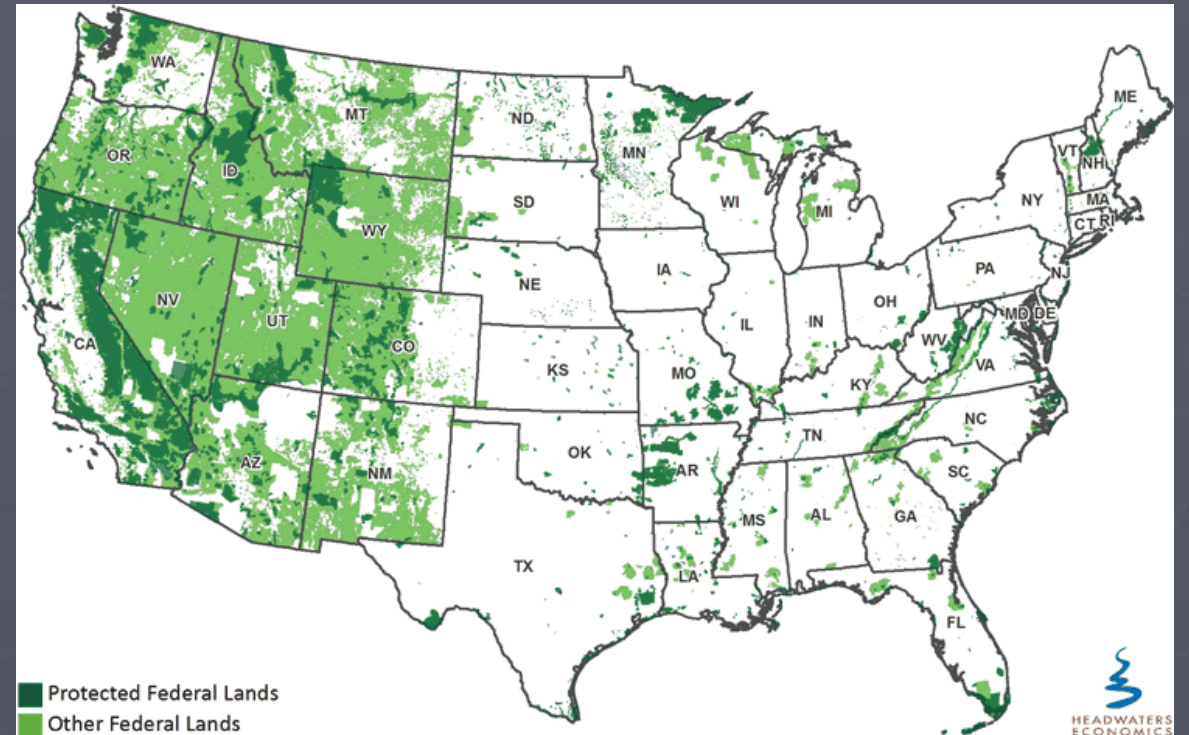 WA
MT
ND
MN
ME
OR
ID
SD
WI
MI
VT
NH
NY
MA
CT RI
WY
NE
IA
PA
NJ
NV
UT
CO
KS
IL
IN
OH
MD DE
WV
VA
CA
MO
KY
NC
AZ
NM
OK
AR
TN
SC
TX
LA
MS
AL
GA
FL
Protected Federal Lands
Other Federal Lands
HEADWATERS
ECONOMICS